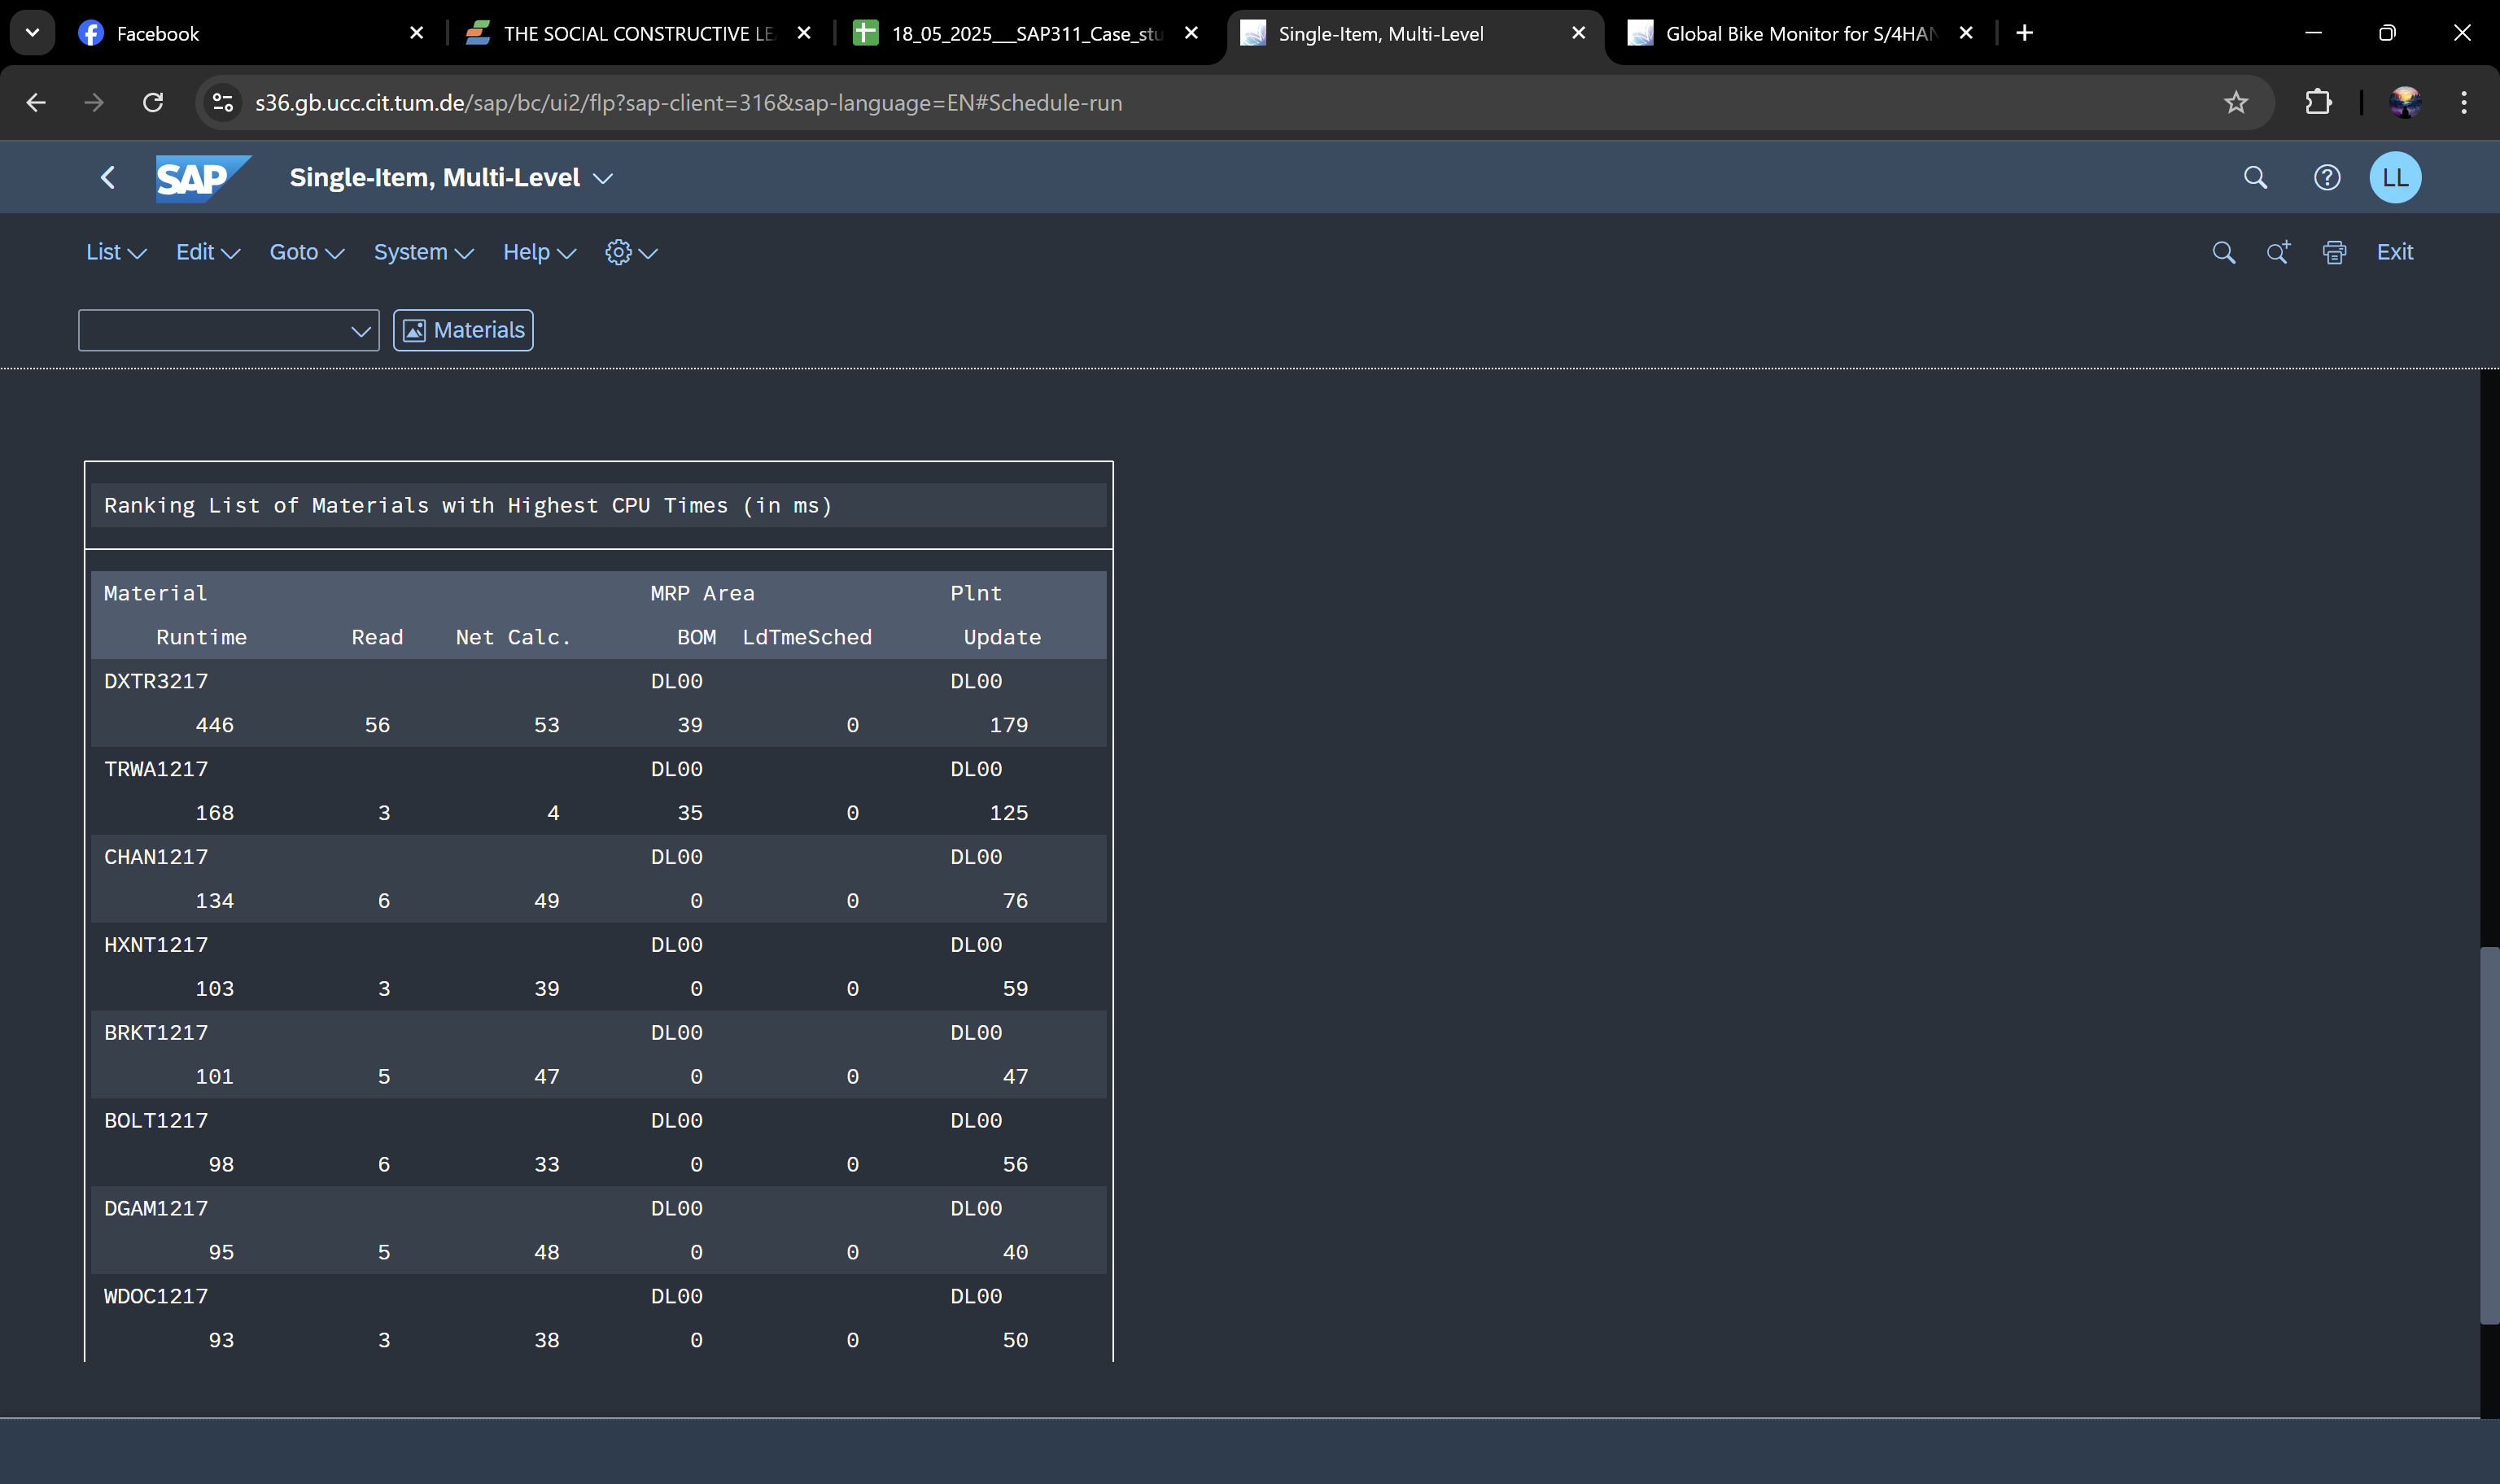 Facebook
THE SOCIAL CONSTRUCTIVE LE
18_05_2025___SAP311_Case_stu
Single-Item, Multi-Level
Global Bike Monitor for S/4HAN
s36.gb.ucc.cit.tum.de/sap/bc/ui2/flp?sap-client=316&sap-language=EN#Schedule-run
SAP Single-Item, Multi-Level LL
List Edit Goto System Help Exit
Materials
Ranking List of Materials with Highest CPU Times (in ms)
Material MRP Area Plnt
Runtime Read Net Calc. BOM LdTmeSched Update
DXTR3217 DL00 DL00
446 56 53 39 0 179
TRWA1217 DL00 DL00
168 3 4 35 0 125
CHAN1217 DL00 DL00
134 6 49 0 0 76
HXNT1217 DL00 DL00
103 3 39 0 0 59
BRKT1217 DL00 DL00
101 5 47 0 0 47
BOLT1217 DL00 DL00
98 6 33 0 0 56
DGAM1217 DL00 DL00
95 5 48 0 0 40
WDOC1217 DL00 DL00
93 3 38 0 0 50